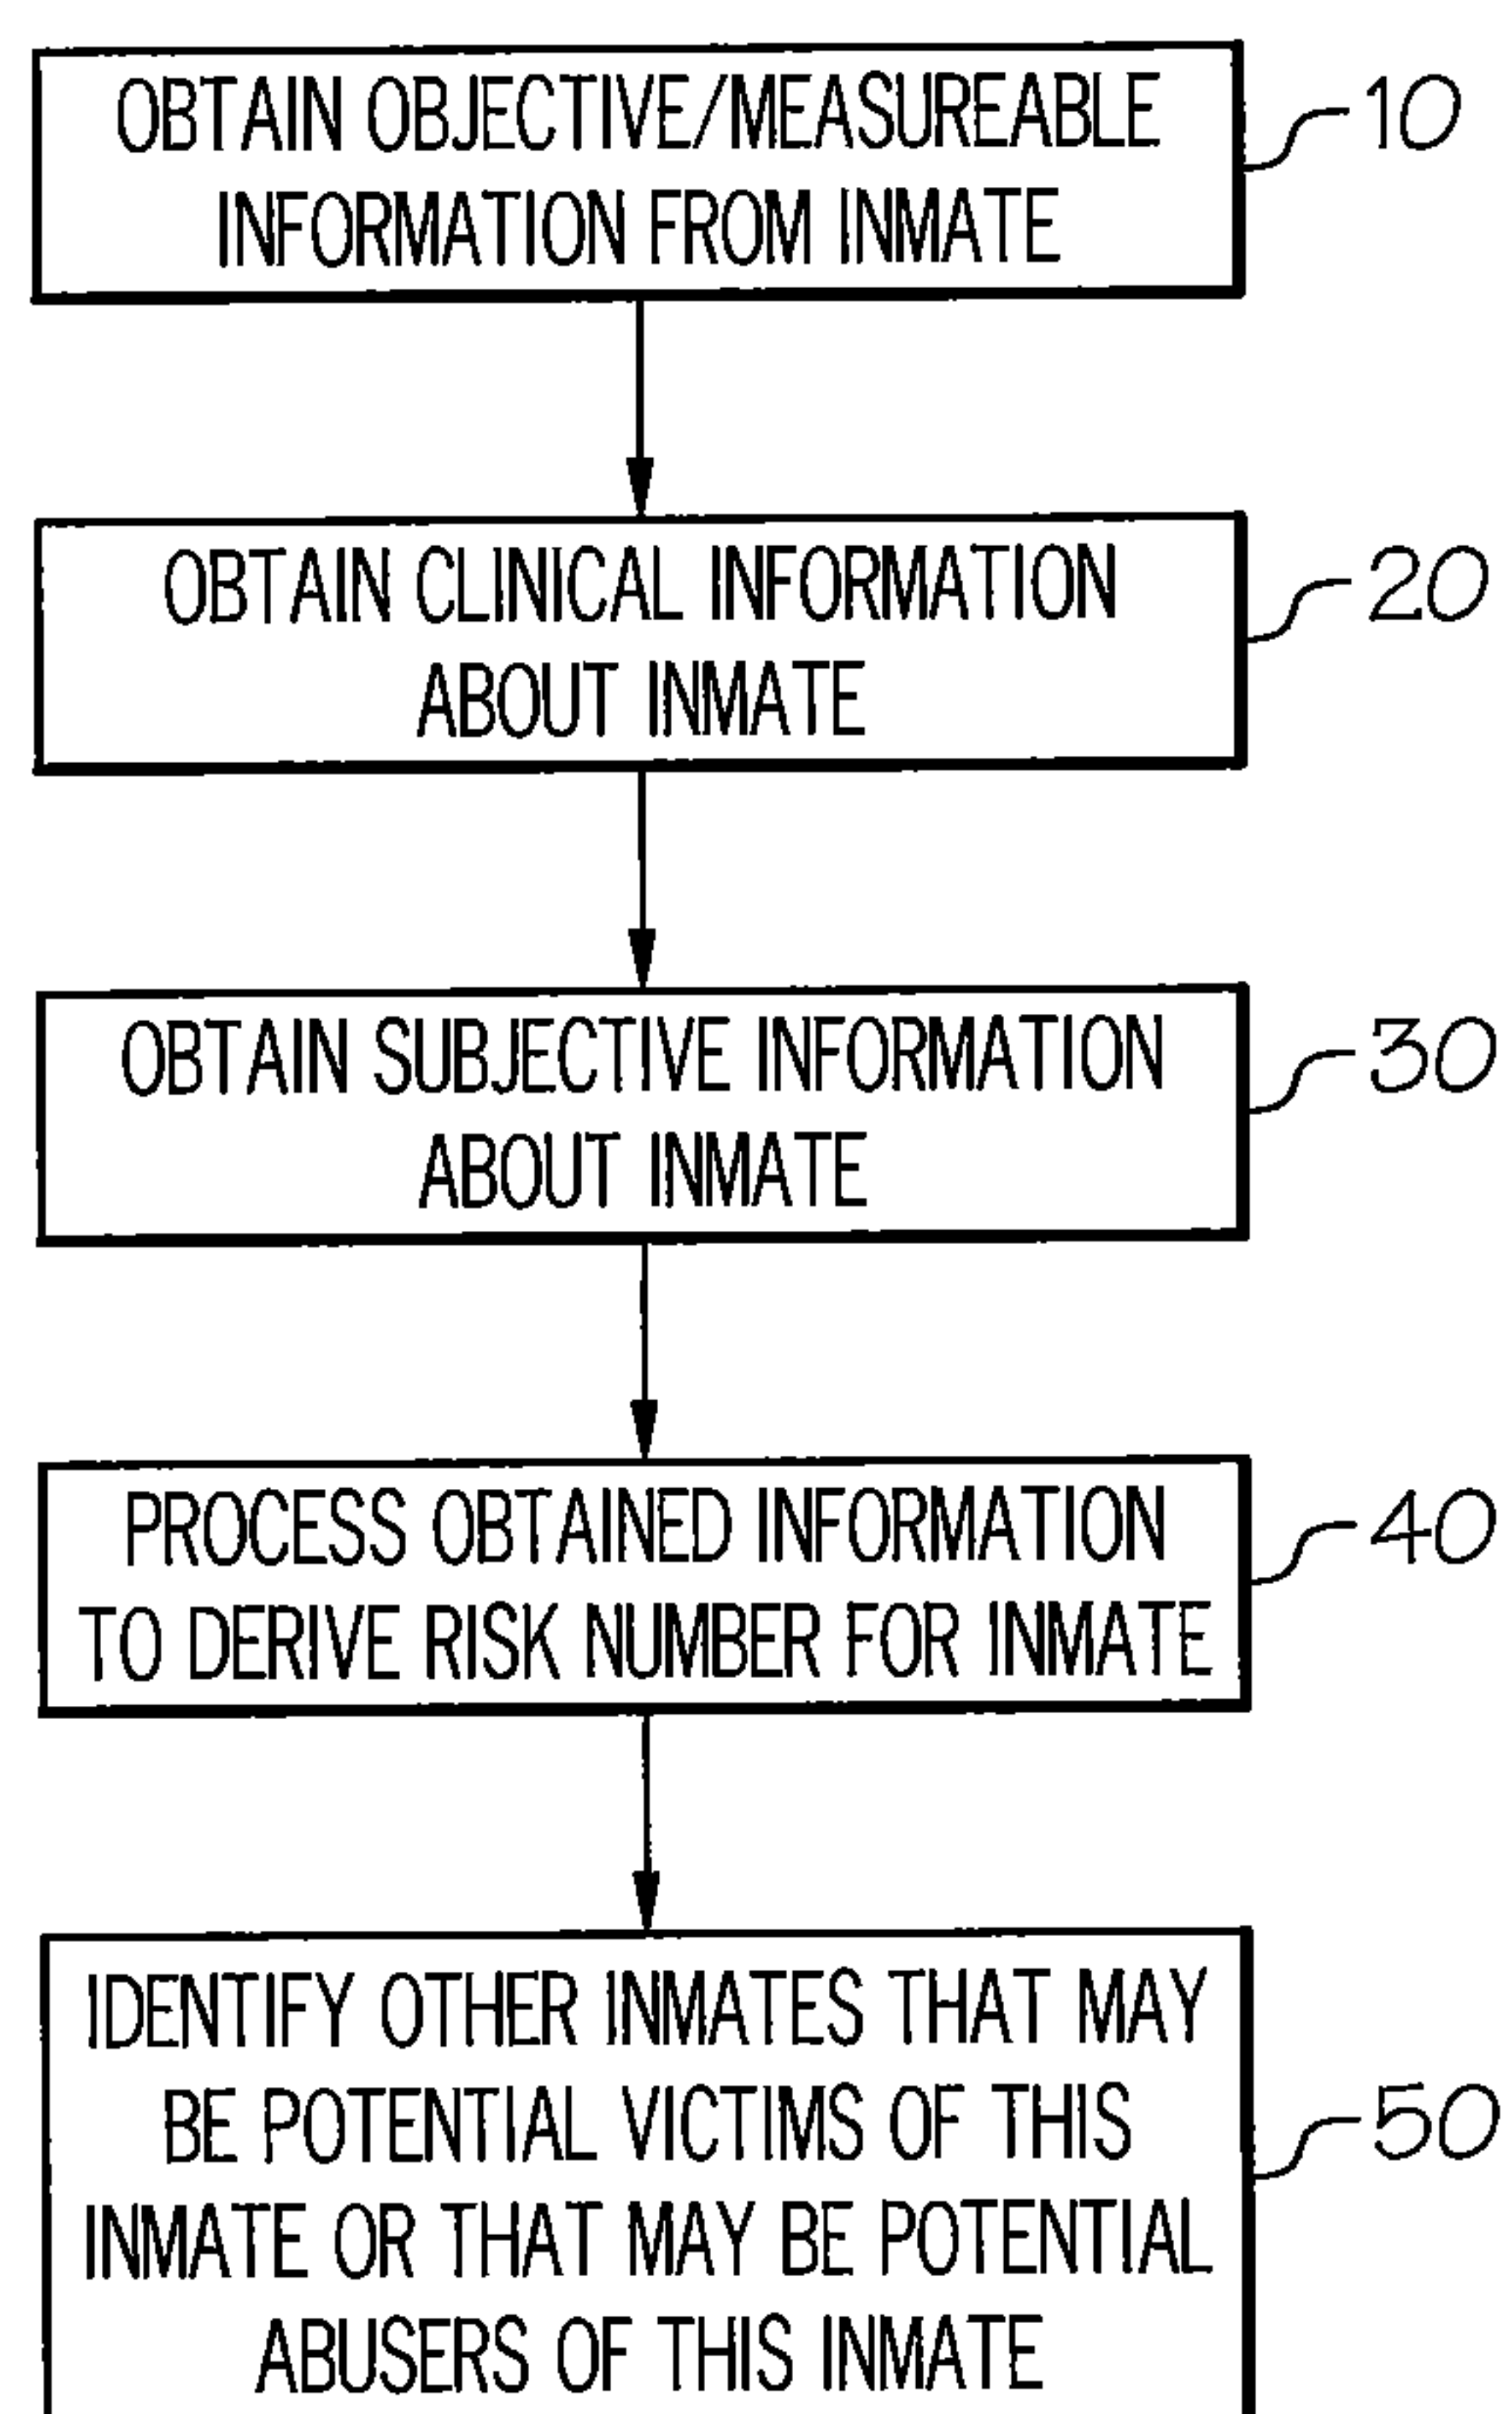 OBTAIN OBJECTIVE/MEASUREABLE
INFORMATION FROM INMATE
10
OBTAIN CLINICAL INFORMATION
ABOUT INMATE
20
OBTAIN SUBJECTIVE INFORMATION
ABOUT INMATE
30
PROCESS OBTAINED INFORMATION
TO DERIVE RISK NUMBER FOR INMATE
40
IDENTIFY OTHER INMATES THAT MAY
BE POTENTIAL VICTIMS OF THIS
INMATE OR THAT MAY BE POTENTIAL
ABUSERS OF THIS INMATE
50